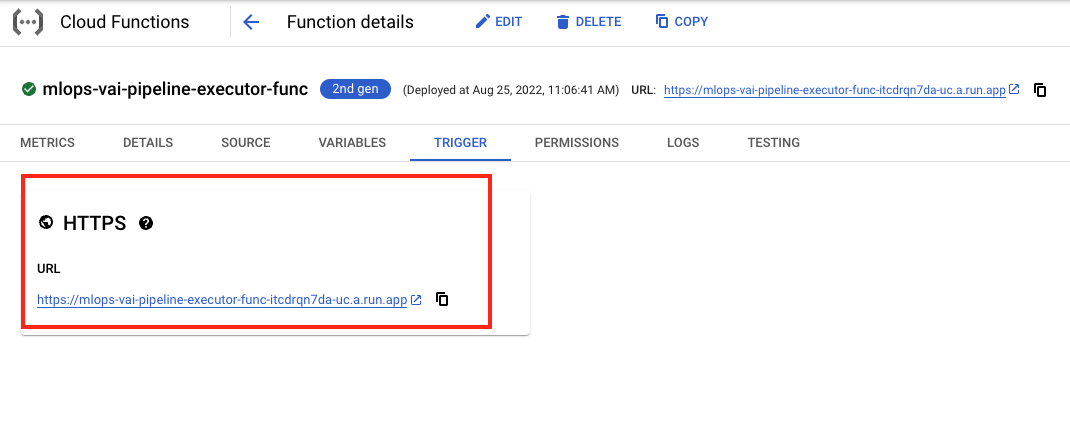 Cloud Functions Function details EDIT DELETE COPY
mlops-vai-pipeline-executor-func 2nd gen (Deployed at Aug 25, 2022, 11:06:41 AM) URL: https://mlops-vai-pipeline-executor-func-itcdrqn7da-uc.a.run.app
METRICS DETAILS SOURCE VARIABLES TRIGGER PERMISSIONS LOGS TESTING
HTTPS ?
URL
https://mlops-vai-pipeline-executor-func-itcdrqn7da-uc.a.run.app